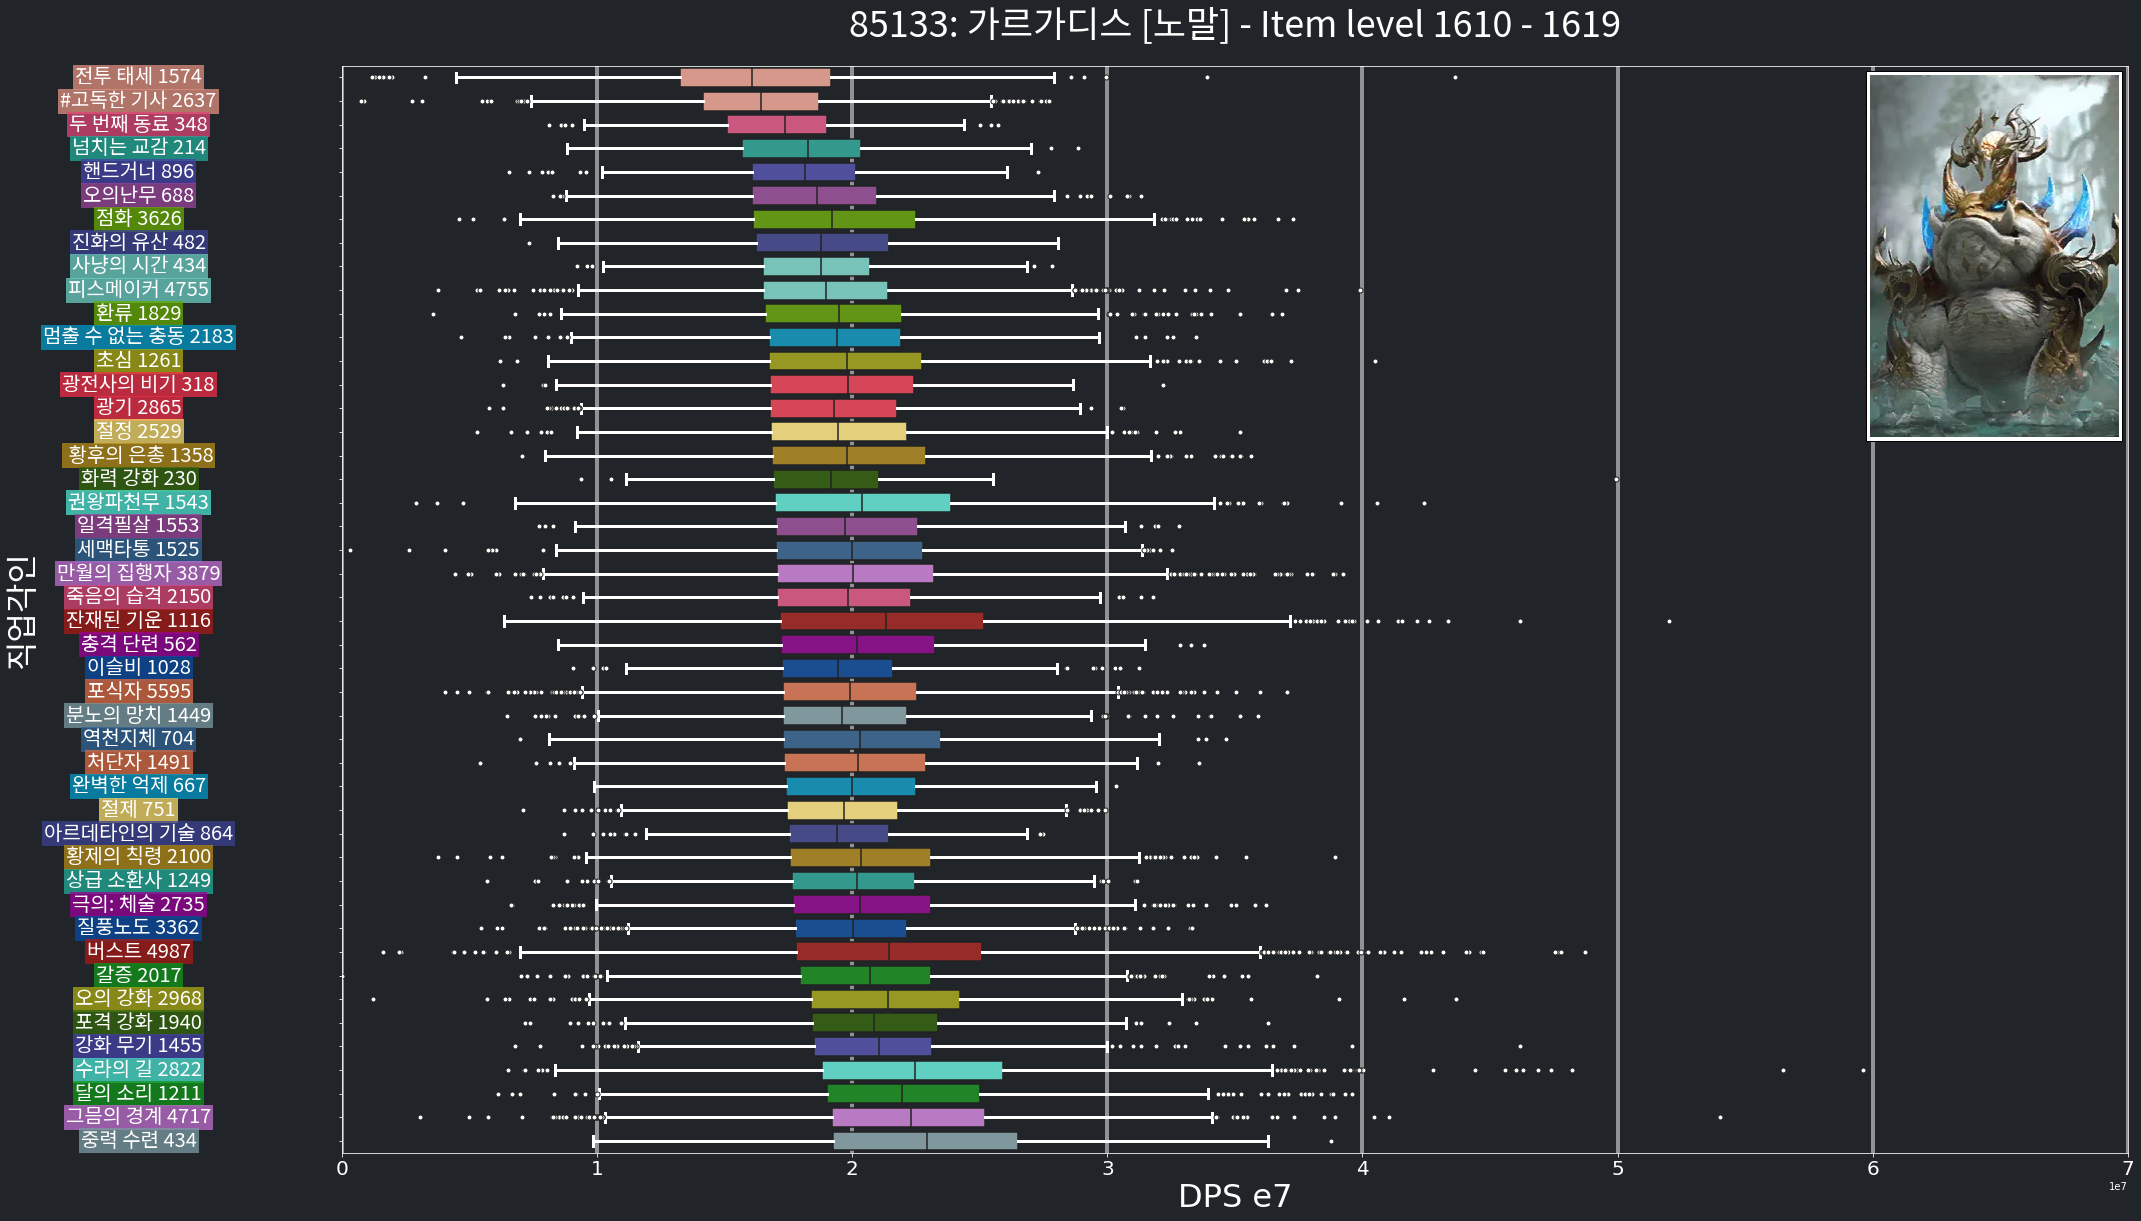 85133: 가르가디스 [노말] - Item level 1610 - 1619
전투 태세 1574
#고독한 기사 2637
두 번째 동료 348
넘치는 교감 214
핸드거너 896
오의난무 688
점화 3626
진화의 유산 482
사냥의 시간 434
피스메이커 4755
환류 1829
멈출 수 없는 충동 2183
초심 1261
광전사의 비기 318
광기 2865
절정 2529
황후의 은총 1358
화력 강화 230
권왕파천무 1543
일격필살 1553
세맥타통 1525
만월의 집행자 3879
죽음의 습격 2150
잔재된 기운 1116
충격 단련 562
이슬비 1028
포식자 5595
분노의 망치 1449
역천지체 704
처단자 1491
완벽한 억제 667
절제 751
아르데타인의 기술 864
황제의 칙령 2100
상급 소환사 1249
극의: 체술 2735
질풍노도 3362
버스트 4987
갈증 2017
오의 강화 2968
포격 강화 1940
강화 무기 1455
수라의 길 2822
달의 소리 1211
그믐의 경계 4717
중력 수련 434
직업각인
0 1 2 3 4 5 6 7
1e7
DPS e7